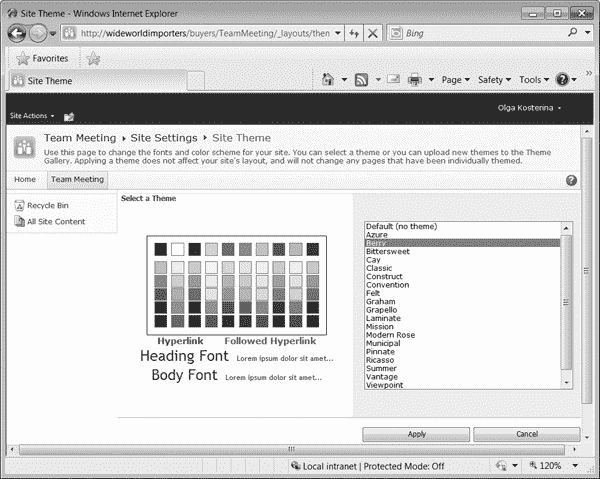 Site Theme - Windows Internet Explorer
http://wideworldimporters/buyers/TeamMeeting/_layouts/then
Bing
Favorites
Site Theme
Page
Safety
Tools
Olga Kosterina
Site Actions
Team Meeting ▸ Site Settings ▸ Site Theme
Use this page to change the fonts and color scheme for your site. You can select a theme or you can upload new themes to the Theme
Gallery. Applying a theme does not affect your site's layout, and will not change any pages that have been individually themed.
Home
Team Meeting
Recycle Bin
All Site Content
Select a Theme
Hyperlink
Followed Hyperlink
Heading Font Lorem ipsum dolor sit amet...
Body Font Lorem ipsum dolor sit amet...
Default (no theme)
Azure
Berry
Bittersweet
Cay
Classic
Construct
Convention
Felt
Graham
Grapello
Laminate
Mission
Modern Rose
Municipal
Pinnate
Ricasso
Summer
Vantage
Viewpoint
Apply
Cancel
Local intranet | Protected Mode: Off
120%